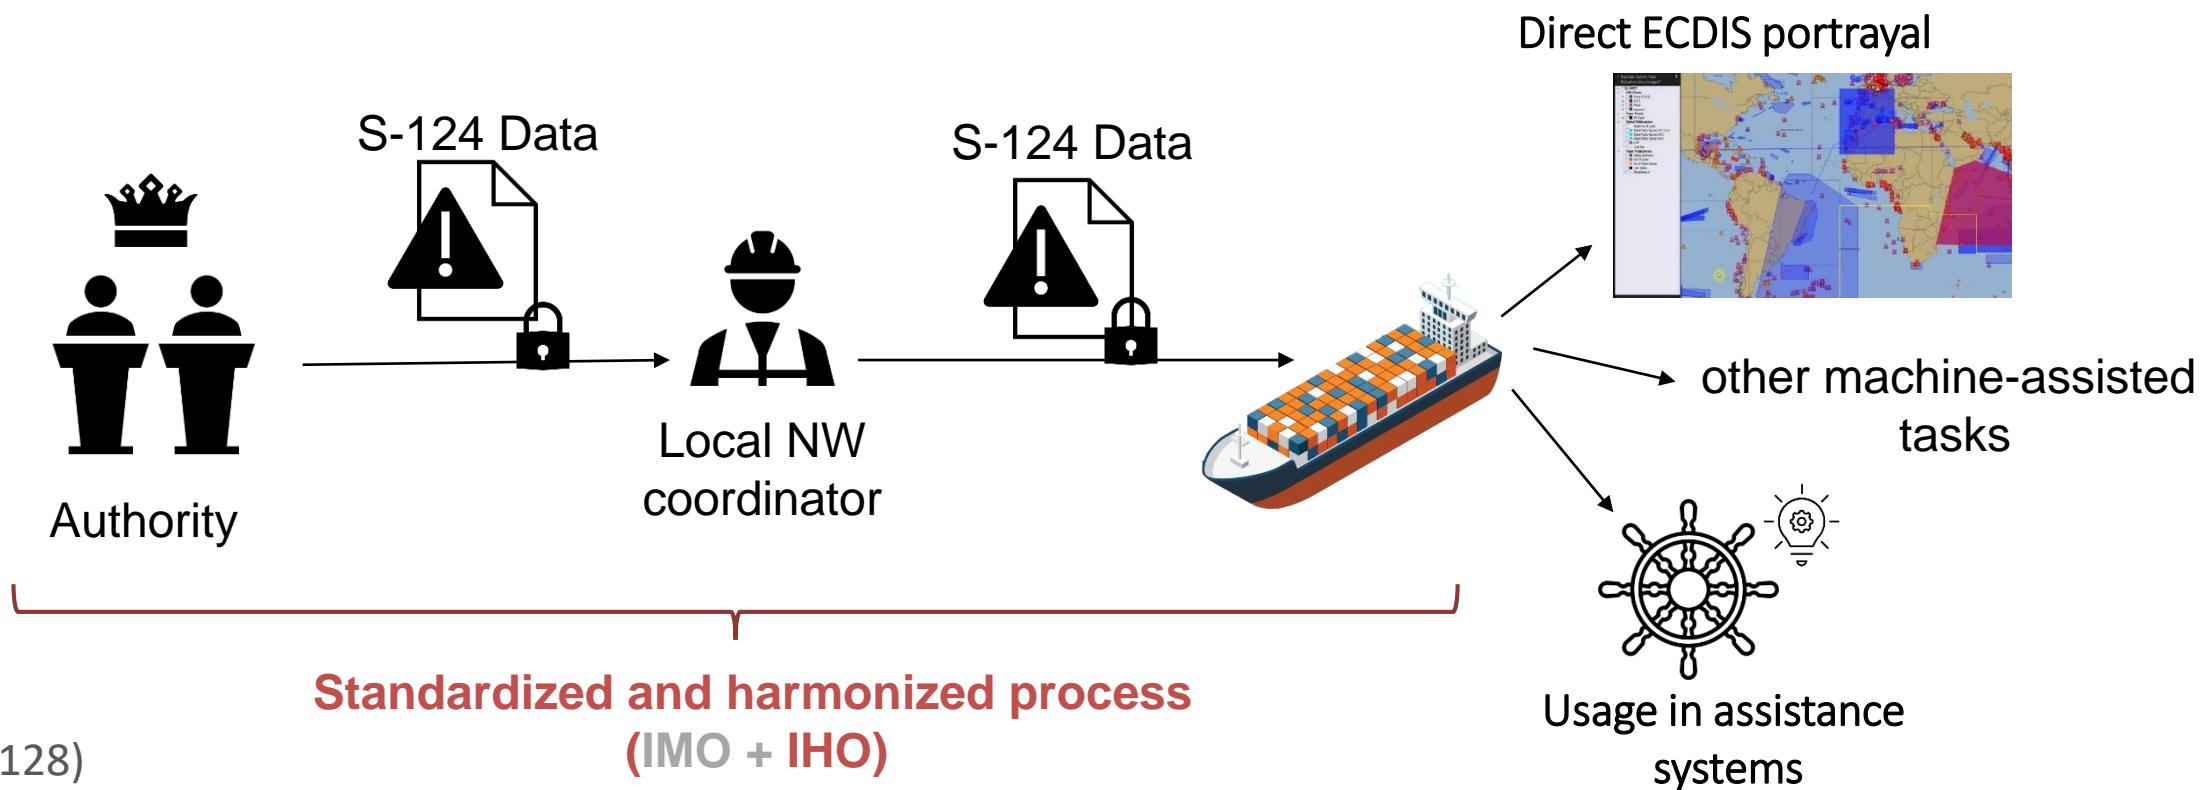 Direct ECDIS portrayal
S-124 Data
S-124 Data
other machine-assisted
tasks
Local NW
coordinator
Authority
Standardized and harmonized process
(IMO + IHO)
Usage in assistance
systems
128)